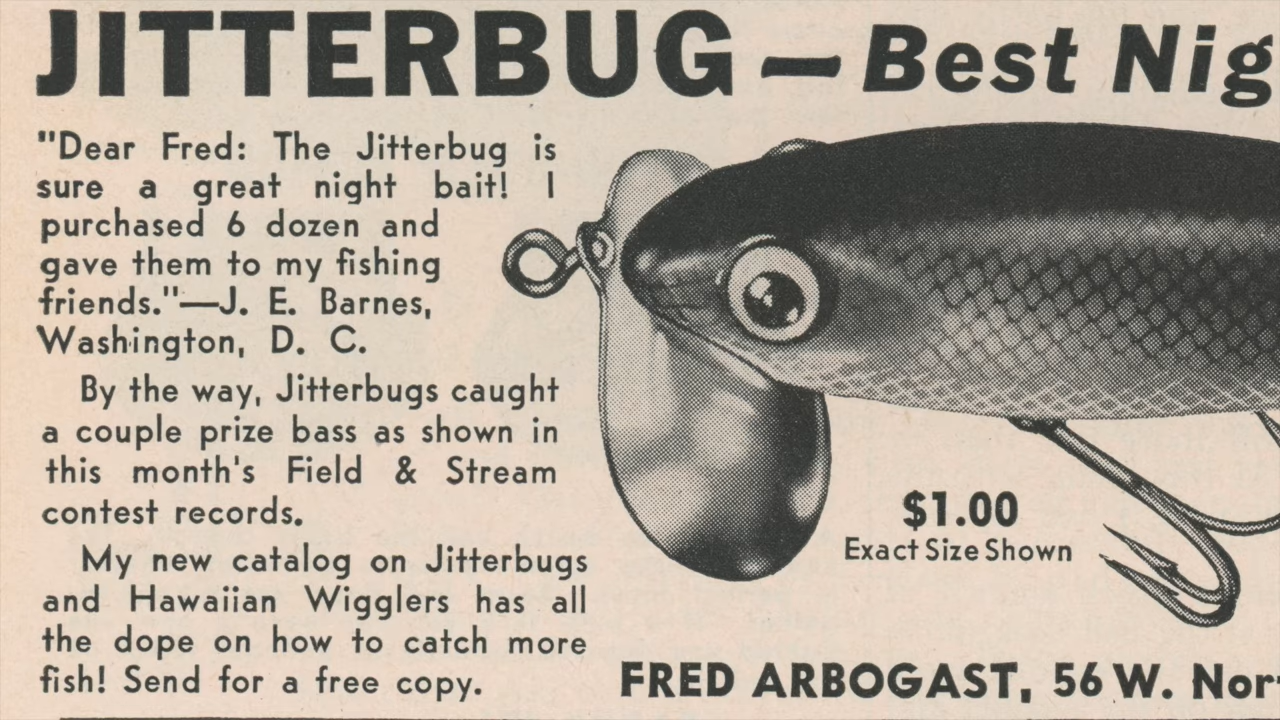 JITTERBUG — Best Nig
"Dear Fred: The Jitterbug is
sure a great night bait! I
purchased 6 dozen and
gave them to my fishing
friends."—J. E. Barnes,
Washington, D. C.
By the way, Jitterbugs caught
a couple prize bass as shown in
this month's Field & Stream
contest records.
My new catalog on Jitterbugs
and Hawaiian Wigglers has all
the dope on how to catch more
fish! Send for a free copy.
$1.00
Exact Size Shown
FRED ARBOGAST, 56 W. Nor